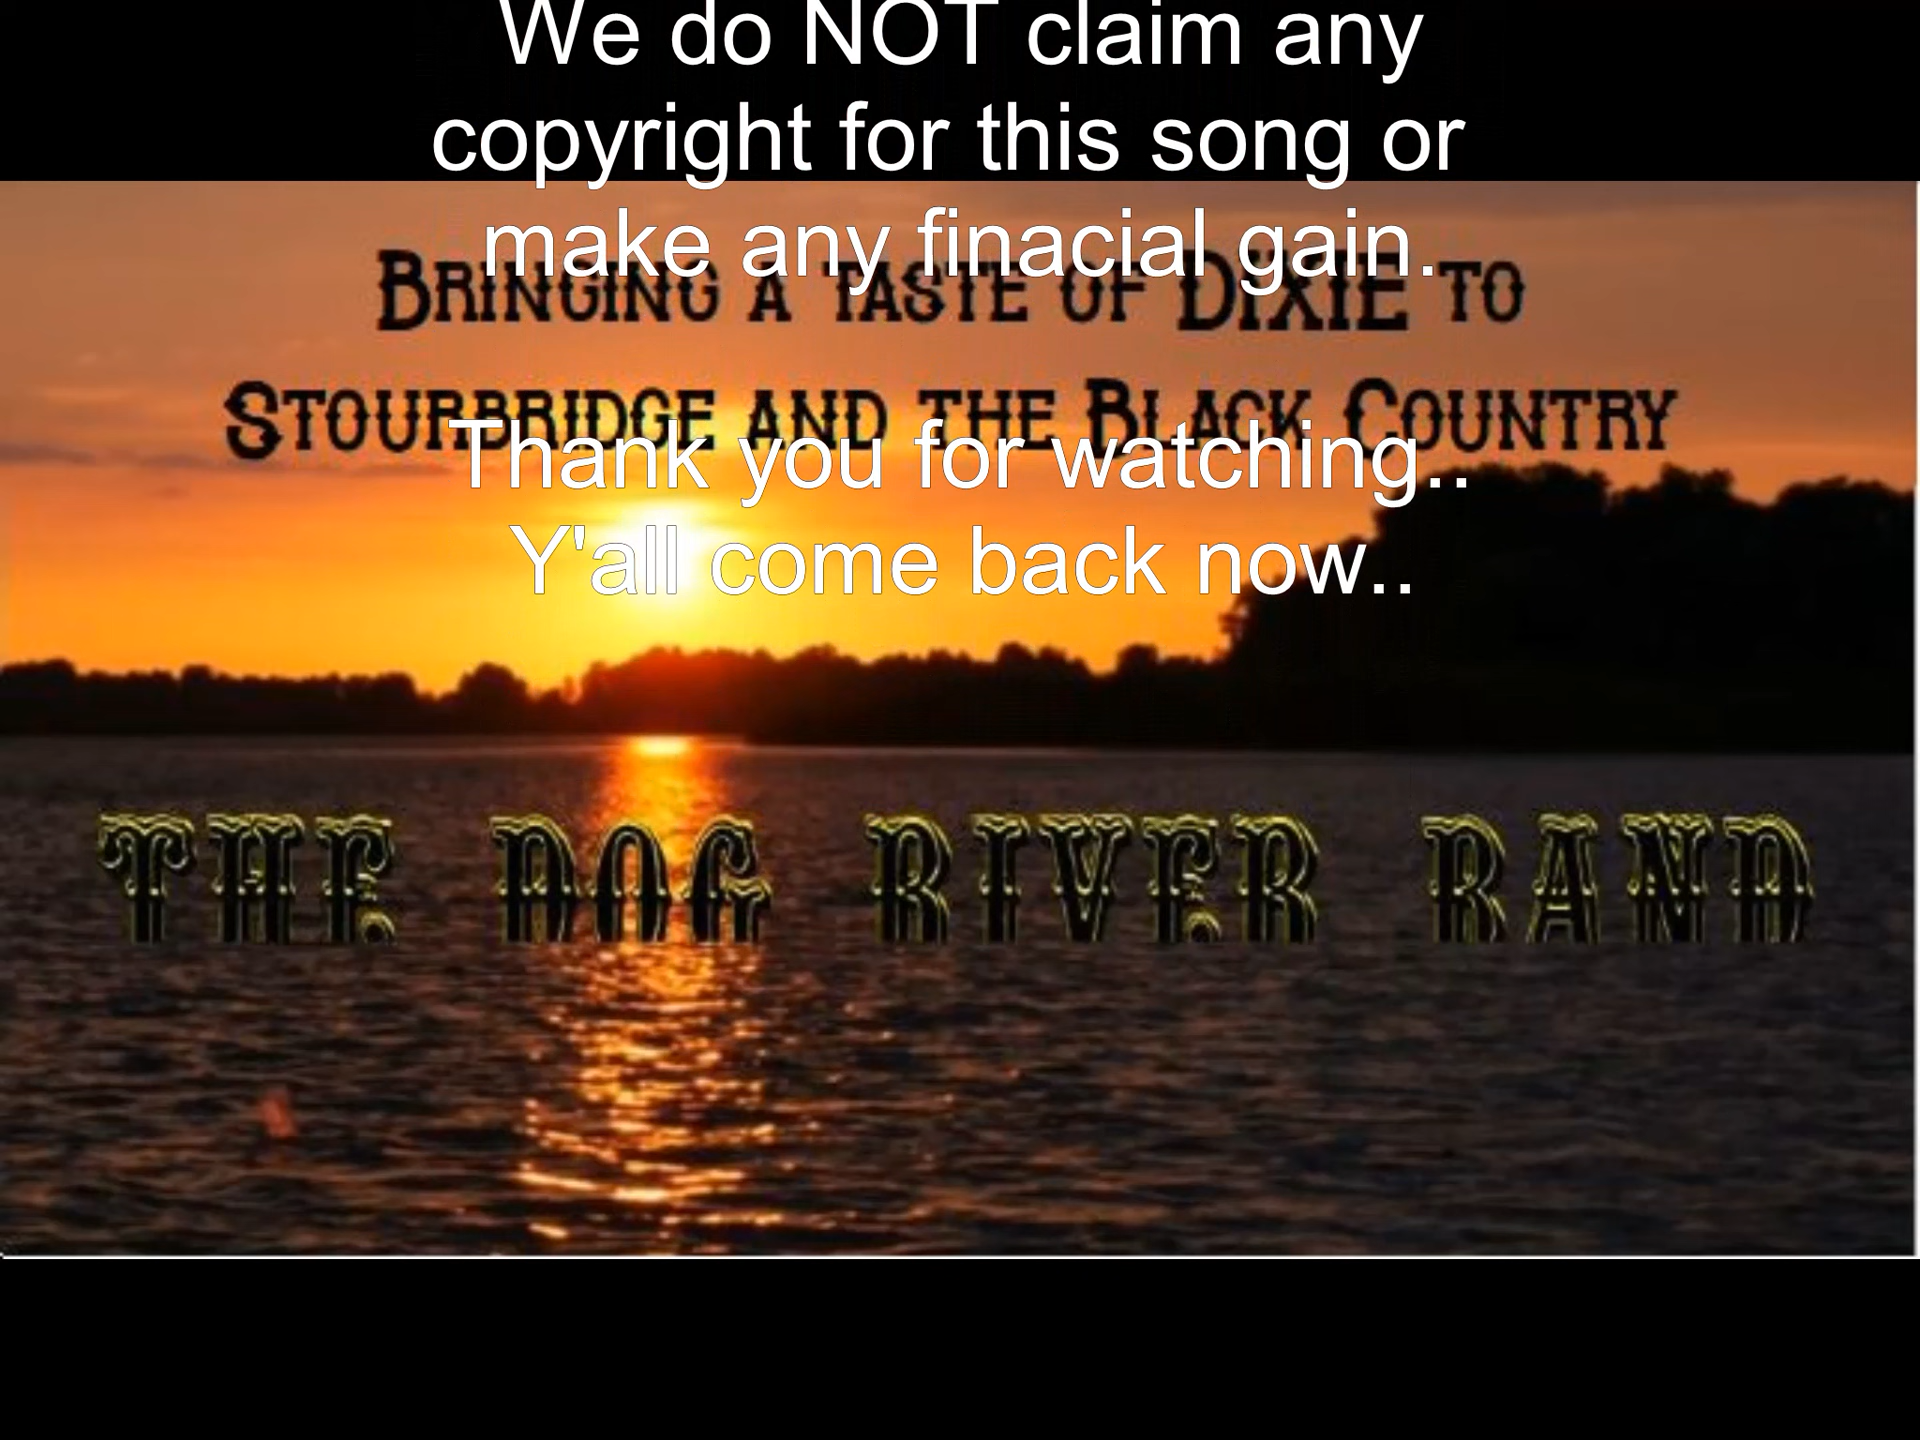 We do NOT claim any
copyright for this song or
make any finacial gain.
BRINGING A TASTE OF DIXIE TO
STOURBRIDGE AND THE BLACK COUNTRY
Thank you for watching..
Y'all come back now..
THE DOG RIVER BAND